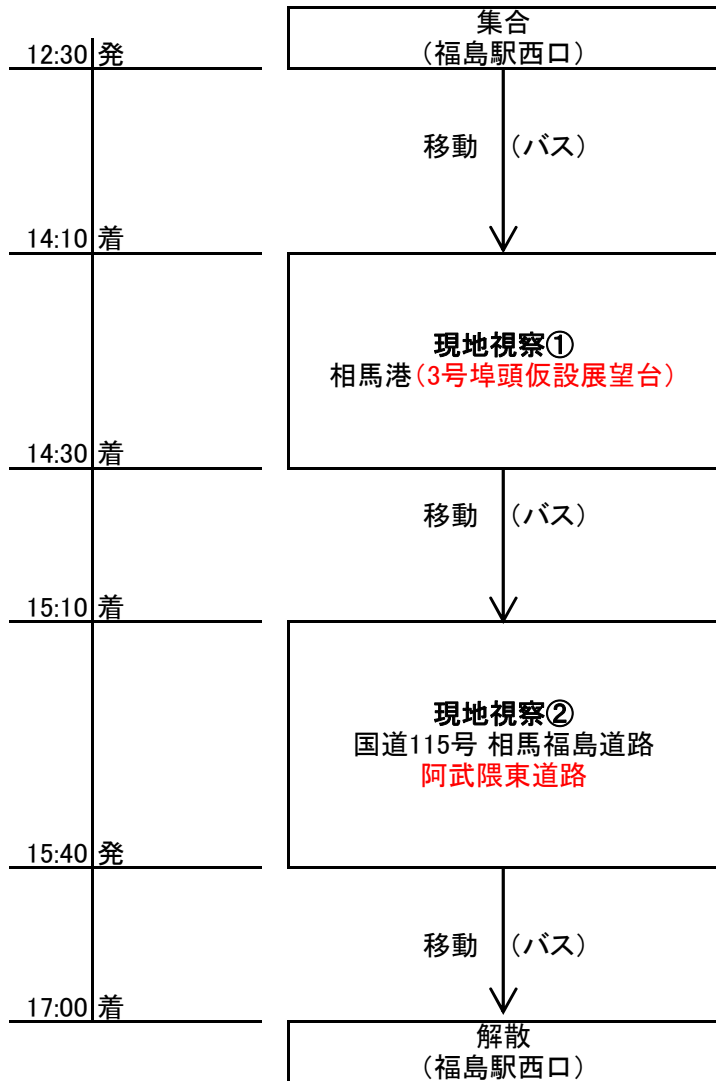 集合
12:30 発
（福島駅西口）
移動 （バス）
14:10 着
現地視察①
相馬港（3号埠頭仮設展望台）
14:30 着
移動 （バス）
15:10 着
現地視察②
国道115号 相馬福島道路
阿武隈東道路
15:40 発
移動 （バス）
17:00 着
解散
（福島駅西口）